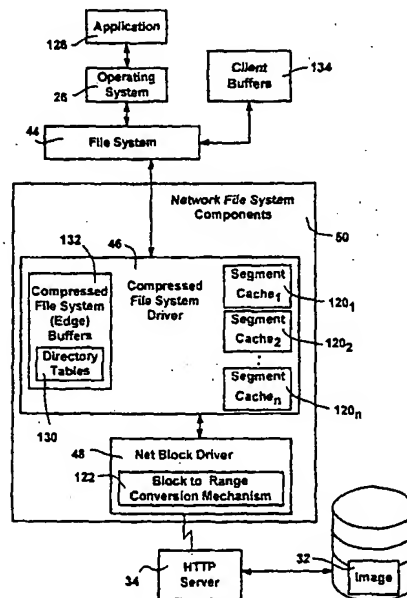 Application
128
Operating
System
26
Client
Buffers
134
44
File System
Network File System
Components
50
132
46
Compressed
File System
(Edge)
Buffers
Directory
Tables
130
Compressed
File System
Driver
Segment
Cache1
1201
Segment
Cache2
1202
Segment
Cachen
120n
48
Net Block Driver
122
Block to Range
Conversion Mechanism
34
HTTP
Server
32
Image